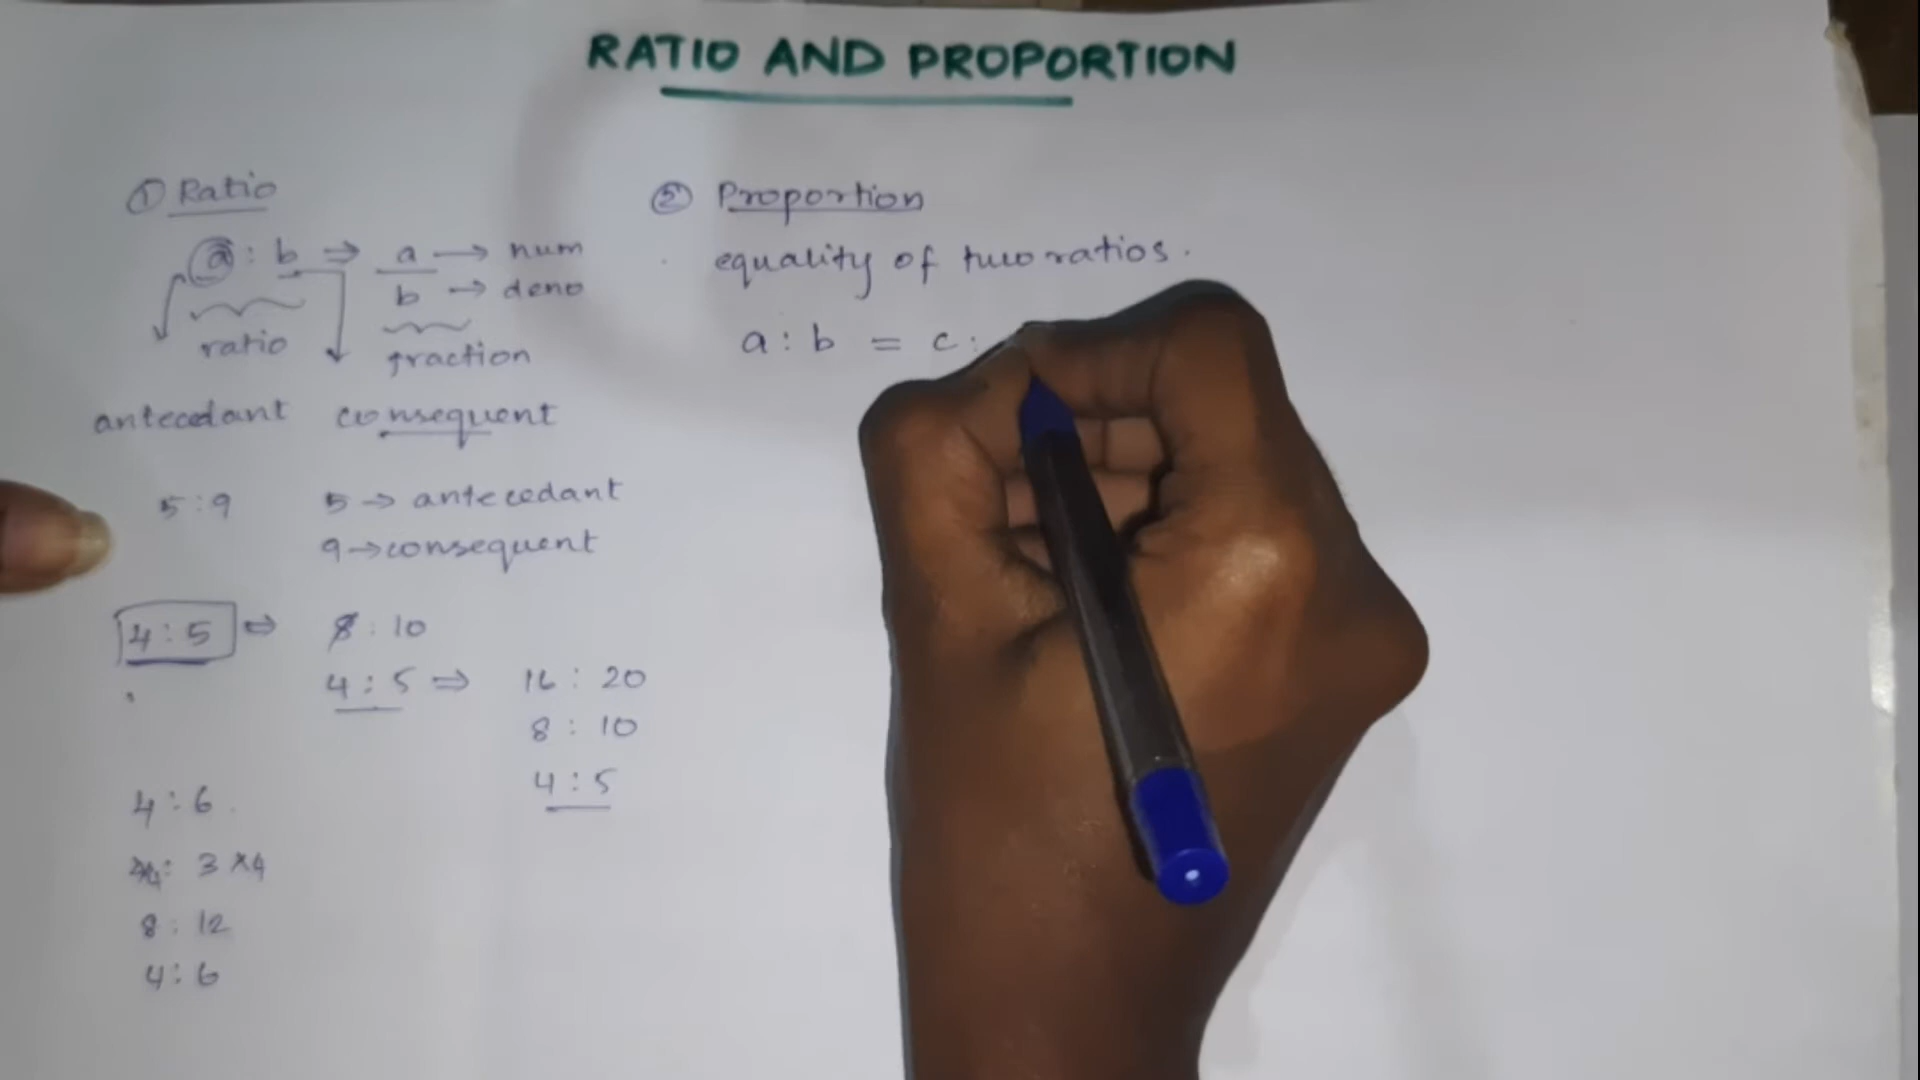 RATIO AND PROPORTION
① Ratio
a : b ⇒ a → num
b → deno
ratio fraction
antecedant consequent
5 : 9 5 → antecedant
9 → consequent
4 : 5 ⇔ 8 : 10
4 : 5 ⇒ 16 : 20
8 : 10
4 : 5
4 : 6
: 3 ×4
8 : 12
4 : 6
② Proportion
equality of two ratios.
a : b = c :